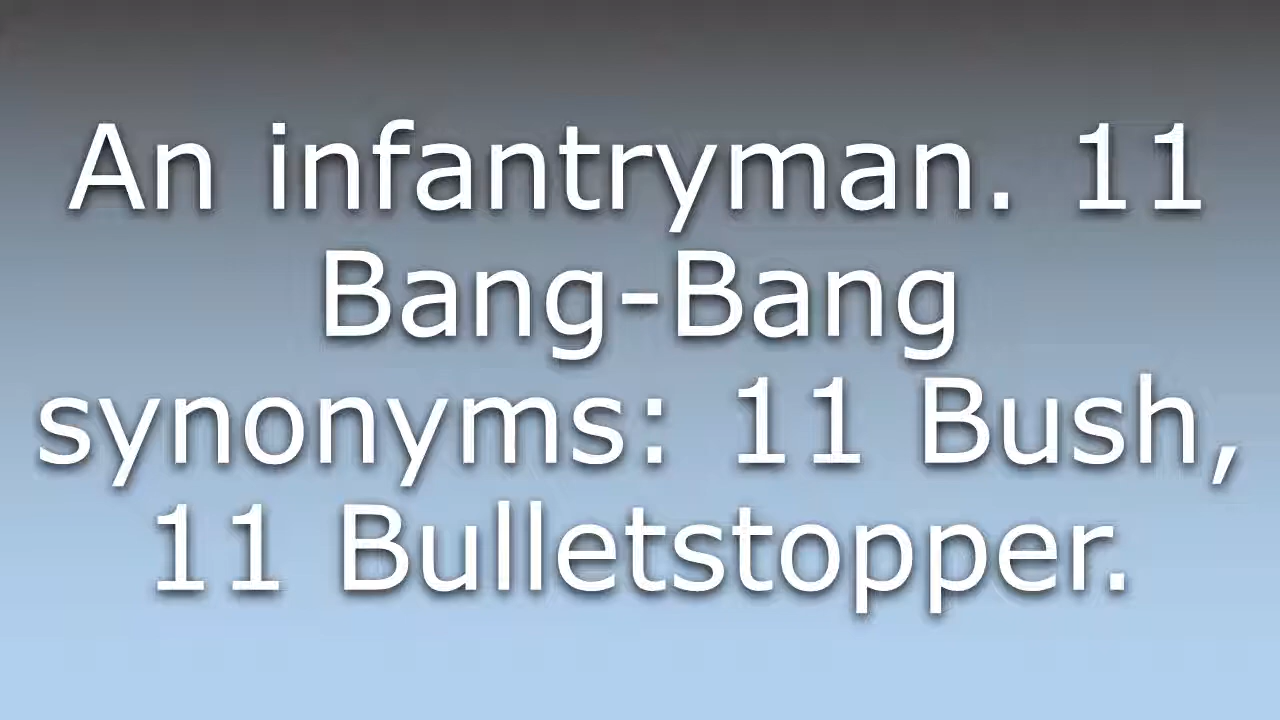 An infantryman. 11
Bang-Bang
synonyms: 11 Bush,
11 Bulletstopper.